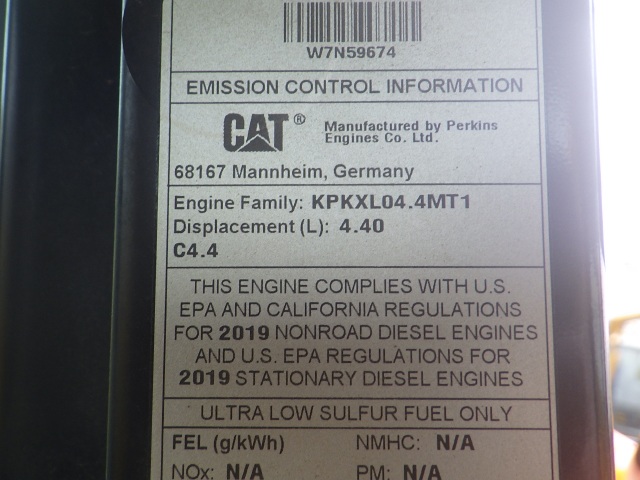 W7N59674
EMISSION CONTROL INFORMATION
CAT® Manufactured by Perkins
Engines Co. Ltd.
68167 Mannheim, Germany
Engine Family: KPKXL04.4MT1
Displacement (L): 4.40
C4.4
THIS ENGINE COMPLIES WITH U.S.
EPA AND CALIFORNIA REGULATIONS
FOR 2019 NONROAD DIESEL ENGINES
AND U.S. EPA REGULATIONS FOR
2019 STATIONARY DIESEL ENGINES
ULTRA LOW SULFUR FUEL ONLY
FEL (g/kWh) NMHC: N/A
NOx: N/A PM: N/A